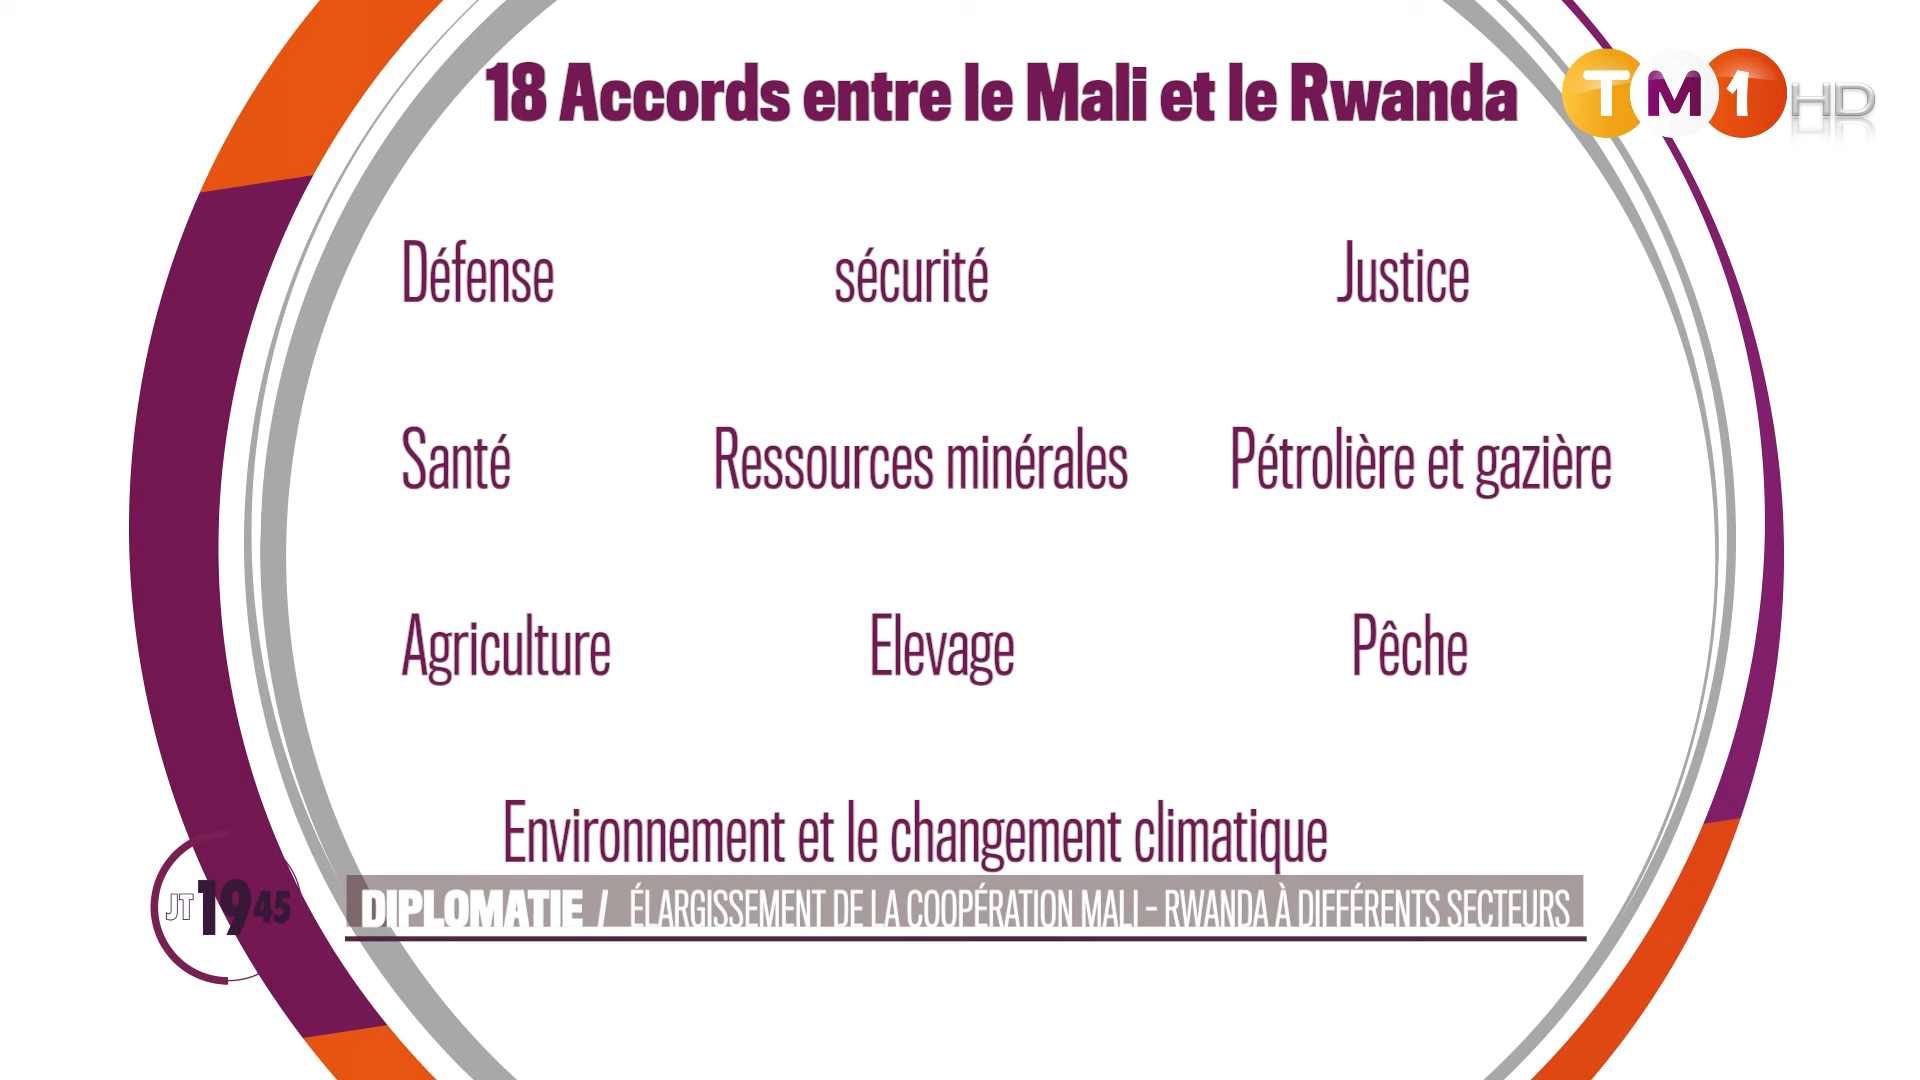 18 Accords entre le Mali et le Rwanda
TM1 HD
Défense sécurité Justice
Santé Ressources minérales Pétrolière et gazière
Agriculture Elevage Pêche
Environnement et le changement climatique
JT 19 45
DIPLOMATIE / ÉLARGISSEMENT DE LA COOPÉRATION MALI - RWANDA À DIFFÉRENTS SECTEURS